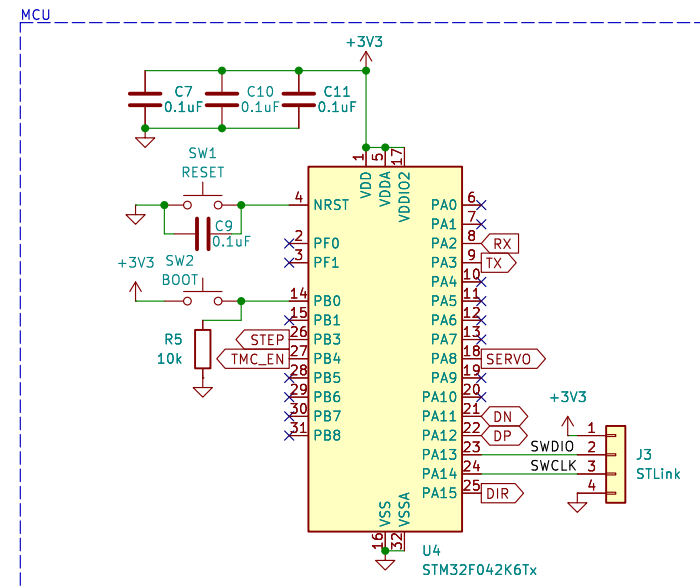 MCU
+3V3
C7
0.1uF
C10
0.1uF
C11
0.1uF
1
5
17
VDD
VDDA
VDDIO2
SW1
RESET
4
NRST
C9
0.1uF
2
PF0
3
PF1
SW2
BOOT
+3V3
14
PB0
15
PB1
R5
10k
STEP
26
PB3
TMC_EN
27
PB4
28
PB5
29
PB6
30
PB7
31
PB8
PA0
6
PA1
7
PA2
8
RX
PA3
9
TX
PA4
10
PA5
11
PA6
12
PA7
13
PA8
18
SERVO
PA9
19
PA10
20
PA11
21
DN
PA12
22
DP
PA13
23
SWDIO
PA14
24
SWCLK
PA15
25
DIR
+3V3
1
2
3
4
J3
STLink
VSS
VSSA
16
32
U4
STM32F042K6Tx